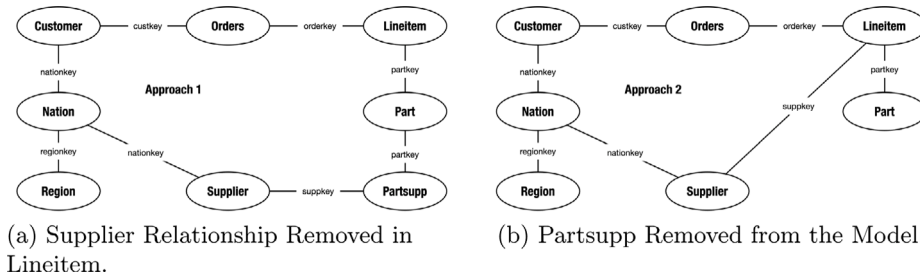 Customer custkey Orders orderkey Lineitem
nationkey partkey
Approach 1
Nation Part
regionkey nationkey partkey
Region Supplier suppkey Partsupp
(a) Supplier Relationship Removed in
Lineitem.
Customer custkey Orders orderkey Lineitem
nationkey partkey
Approach 2
suppkey
Nation Part
regionkey nationkey
Region Supplier
(b) Partsupp Removed from the Model